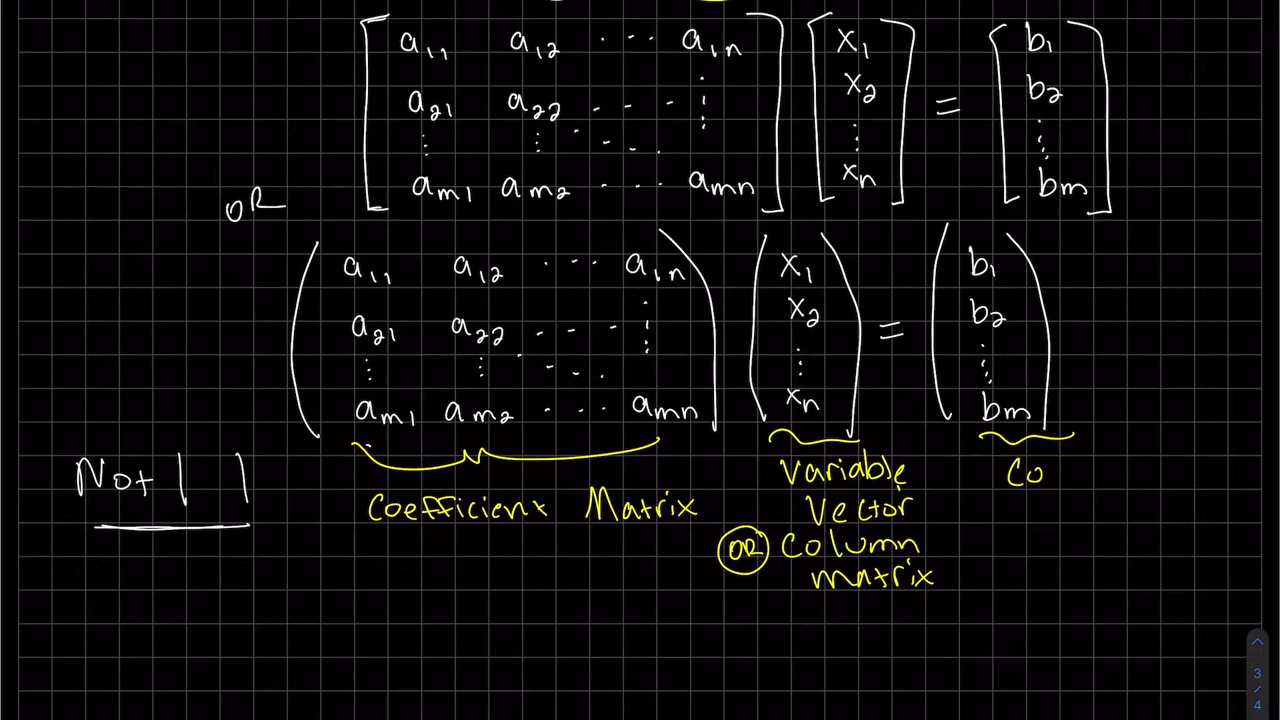 [ a₁₁ a₁₂ ··· a₁ₙ ] [ x₁ ] [ b₁ ]
[ a₂₁ a₂₂ ···· ⋮ ] [ x₂ ] = [ b₂ ]
[ ⋮ ⋮ ⋱ ] [ ⋮ ] [ ⋮ ]
[ aₘ₁ aₘ₂ ··· aₘₙ ] [ xₙ ] [ bₘ ]
OR
( a₁₁ a₁₂ ··· a₁ₙ ) ( x₁ ) ( b₁ )
( a₂₁ a₂₂ ···· ⋮ ) ( x₂ ) = ( b₂ )
( ⋮ ⋮ ⋱ ) ( ⋮ ) ( ⋮ )
( aₘ₁ aₘ₂ ··· aₘₙ ) ( xₙ ) ( bₘ )
Not | |
Coefficient Matrix
Variable
Vector
OR Column
matrix
Co
3
/
4